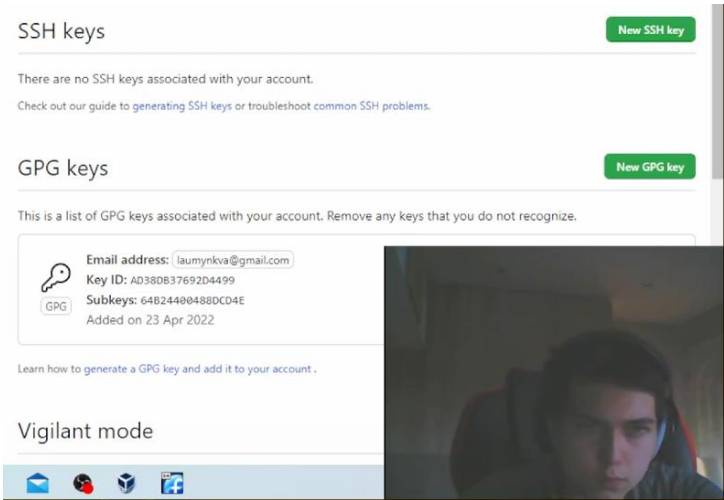 SSH keys
New SSH key
There are no SSH keys associated with your account.
Check out our guide to generating SSH keys or troubleshoot common SSH problems.
GPG keys
New GPG key
This is a list of GPG keys associated with your account. Remove any keys that you do not recognize.
Email address: laumynkva@gmail.com
Key ID: AD38DB37692D4499
GPG
Subkeys: 64B24400488DCD4E
Added on 23 Apr 2022
Learn how to generate a GPG key and add it to your account .
Vigilant mode